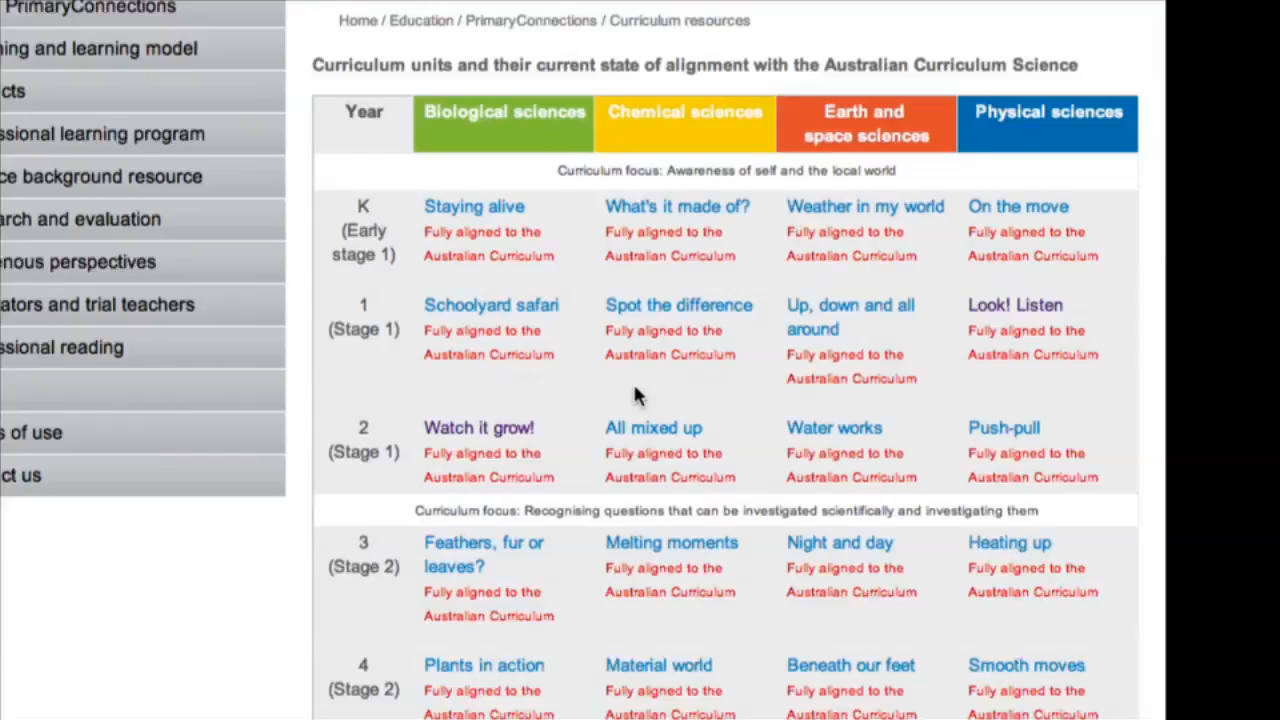 PrimaryConnections
ning and learning model
cts
ssional learning program
ce background resource
arch and evaluation
enous perspectives
ators and trial teachers
ssional reading
s of use
ct us
Home / Education / PrimaryConnections / Curriculum resources
Curriculum units and their current state of alignment with the Australian Curriculum Science
Year
Biological sciences
Chemical sciences
Earth and
space sciences
Physical sciences
Curriculum focus: Awareness of self and the local world
K
(Early
stage 1)
Staying alive
Fully aligned to the
Australian Curriculum
What's it made of?
Fully aligned to the
Australian Curriculum
Weather in my world
Fully aligned to the
Australian Curriculum
On the move
Fully aligned to the
Australian Curriculum
1
(Stage 1)
Schoolyard safari
Fully aligned to the
Australian Curriculum
Spot the difference
Fully aligned to the
Australian Curriculum
Up, down and all
around
Fully aligned to the
Australian Curriculum
Look! Listen
Fully aligned to the
Australian Curriculum
2
(Stage 1)
Watch it grow!
Fully aligned to the
Australian Curriculum
All mixed up
Fully aligned to the
Australian Curriculum
Water works
Fully aligned to the
Australian Curriculum
Push-pull
Fully aligned to the
Australian Curriculum
Curriculum focus: Recognising questions that can be investigated scientifically and investigating them
3
(Stage 2)
Feathers, fur or
leaves?
Fully aligned to the
Australian Curriculum
Melting moments
Fully aligned to the
Australian Curriculum
Night and day
Fully aligned to the
Australian Curriculum
Heating up
Fully aligned to the
Australian Curriculum
4
(Stage 2)
Plants in action
Fully aligned to the
Australian Curriculum
Material world
Fully aligned to the
Australian Curriculum
Beneath our feet
Fully aligned to the
Australian Curriculum
Smooth moves
Fully aligned to the
Australian Curriculum